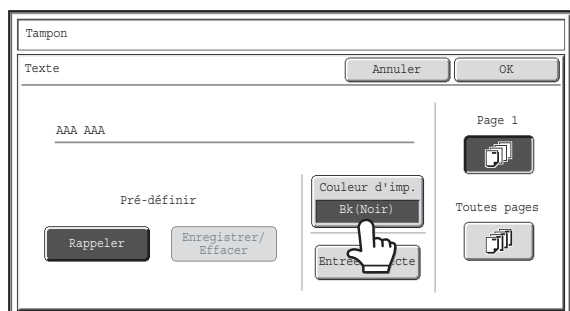 Tampon
Texte
Annuler
OK
AAA AAA
Page 1
Couleur d'imp.
Bk(Noir)
Pré-définir
Toutes pages
Rappeler
Enregistrer/
Effacer